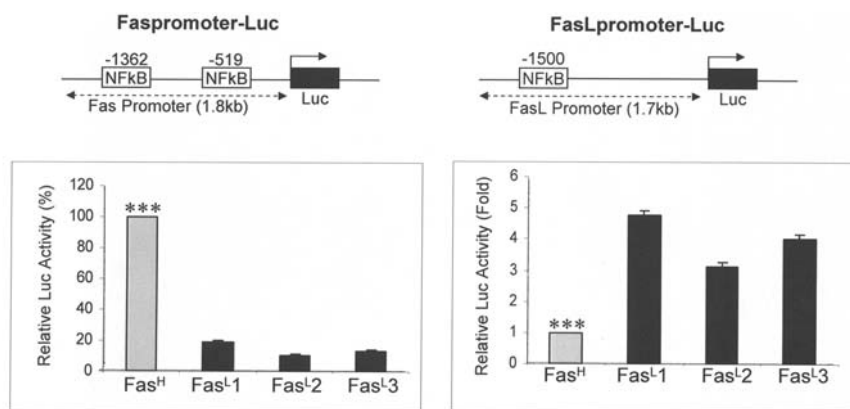 Faspromoter-Luc
-1362 -519
NFkB NFkB
Luc
Fas Promoter (1.8kb)
FasLpromoter-Luc
-1500
NFkB
Luc
FasL Promoter (1.7kb)
Relative Luc Activity (%)
120
100
80
60
40
20
0
***
Fasᴴ Fasᴸ1 Fasᴸ2 Fasᴸ3
Relative Luc Activity (Fold)
6
5
4
3
2
1
0
***
Fasᴴ Fasᴸ1 Fasᴸ2 Fasᴸ3